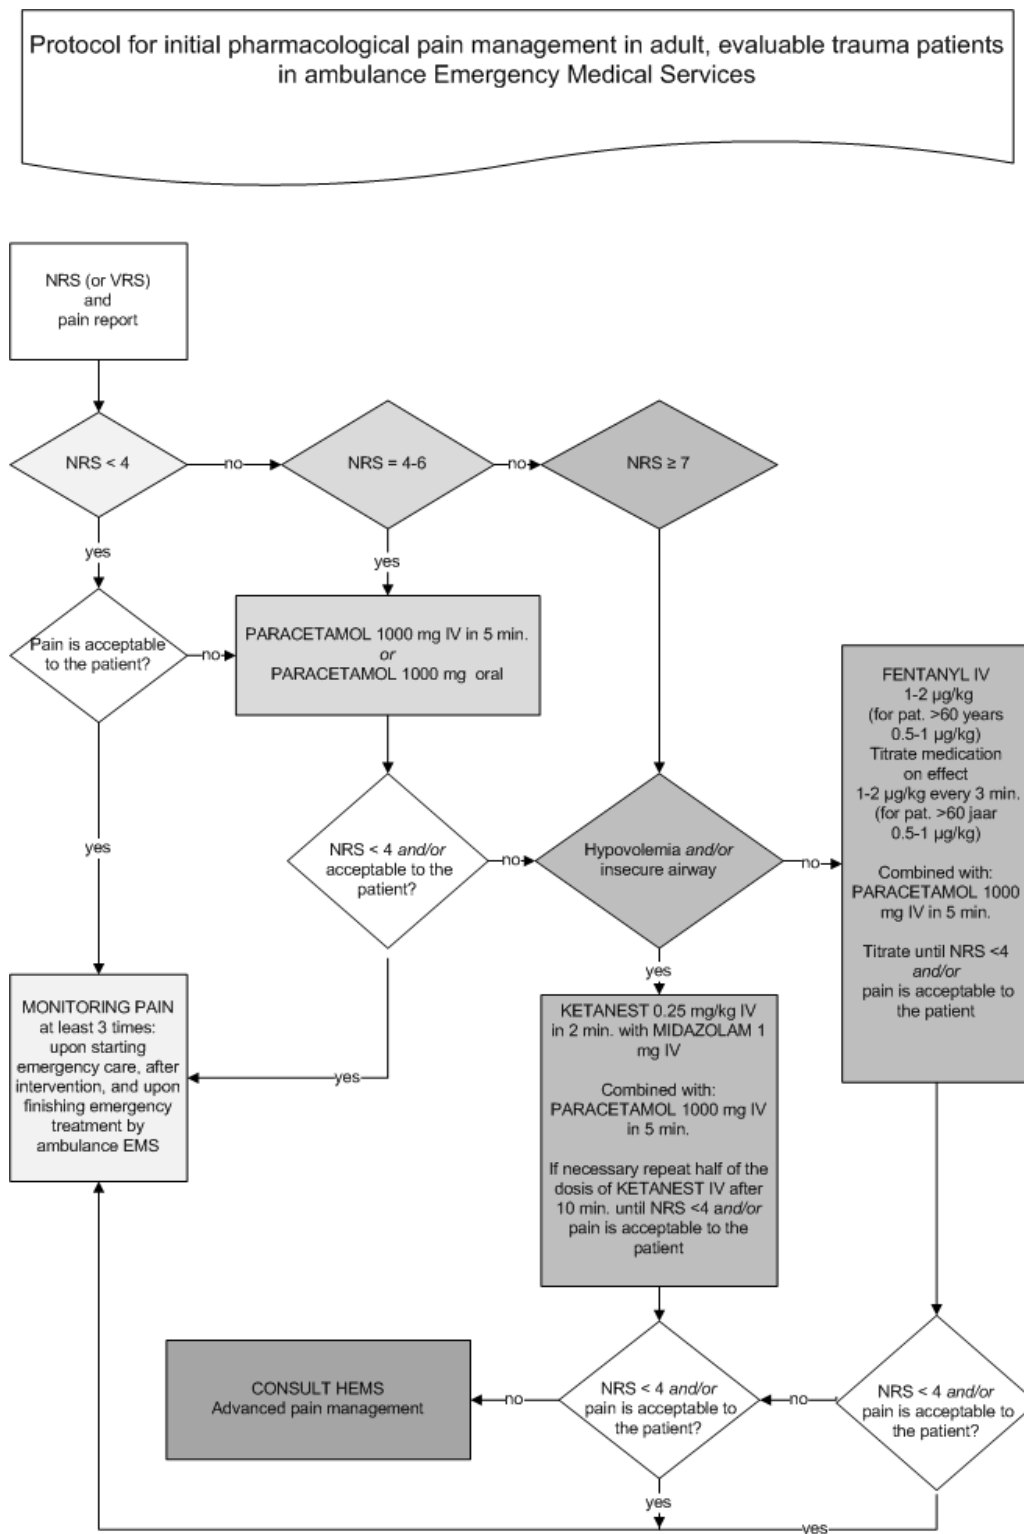 Protocol for initial pharmacological pain management in adult, evaluable trauma patients
in ambulance Emergency Medical Services
NRS (or VRS)
and
pain report
NRS < 4
no
NRS = 4-6
no
NRS ≥ 7
yes
yes
Pain is acceptable
to the patient?
no
PARACETAMOL 1000 mg IV in 5 min.
or
PARACETAMOL 1000 mg oral
FENTANYL IV
1-2 µg/kg
(for pat. >60 years
0.5-1 µg/kg)
Titrate medication
on effect
1-2 µg/kg every 3 min.
(for pat. >60 jaar
0.5-1 µg/kg)
Combined with:
PARACETAMOL 1000
mg IV in 5 min.
Titrate until NRS <4
and/or
pain is acceptable to
the patient
yes
NRS < 4 and/or
acceptable to the
patient?
no
Hypovolemia and/or
insecure airway
no
yes
MONITORING PAIN
at least 3 times:
upon starting
emergency care, after
intervention, and upon
finishing emergency
treatment by
ambulance EMS
yes
KETANEST 0.25 mg/kg IV
in 2 min. with MIDAZOLAM 1
mg IV
Combined with:
PARACETAMOL 1000 mg IV
in 5 min.
If necessary repeat half of the
dosis of KETANEST IV after
10 min. until NRS <4 and/or
pain is acceptable to the
patient
CONSULT HEMS
Advanced pain management
no
NRS < 4 and/or
pain is acceptable to
the patient?
no
NRS < 4 and/or
pain is acceptable to
the patient?
yes
yes